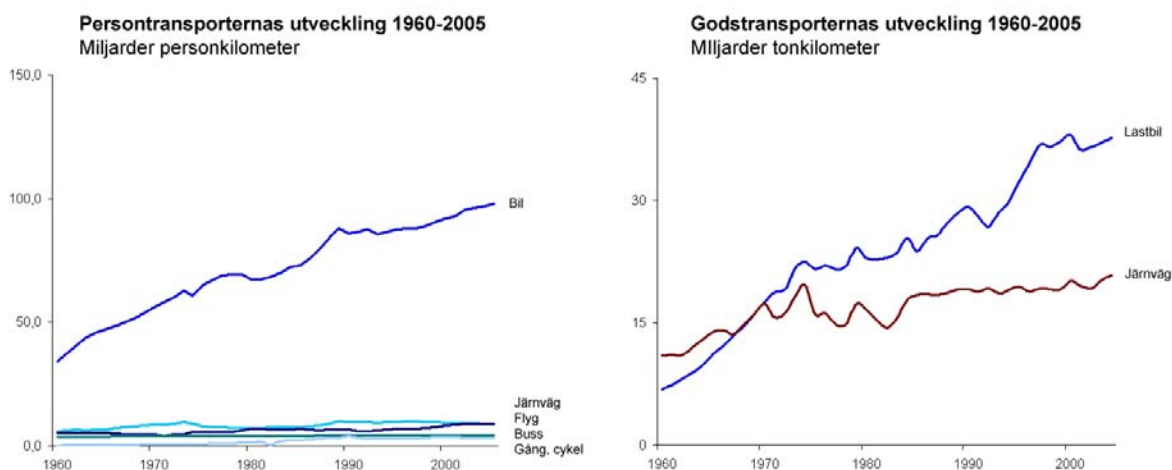 Persontransporternas utveckling 1960-2005
Miljarder personkilometer
150,0
100,0
50,0
0,0
1960
1970
1980
1990
2000
Bil
Järnväg
Flyg
Buss
Gång, cykel
Godstransporternas utveckling 1960-2005
MIljarder tonkilometer
45
30
15
0
1960
1970
1980
1990
2000
Lastbil
Järnväg